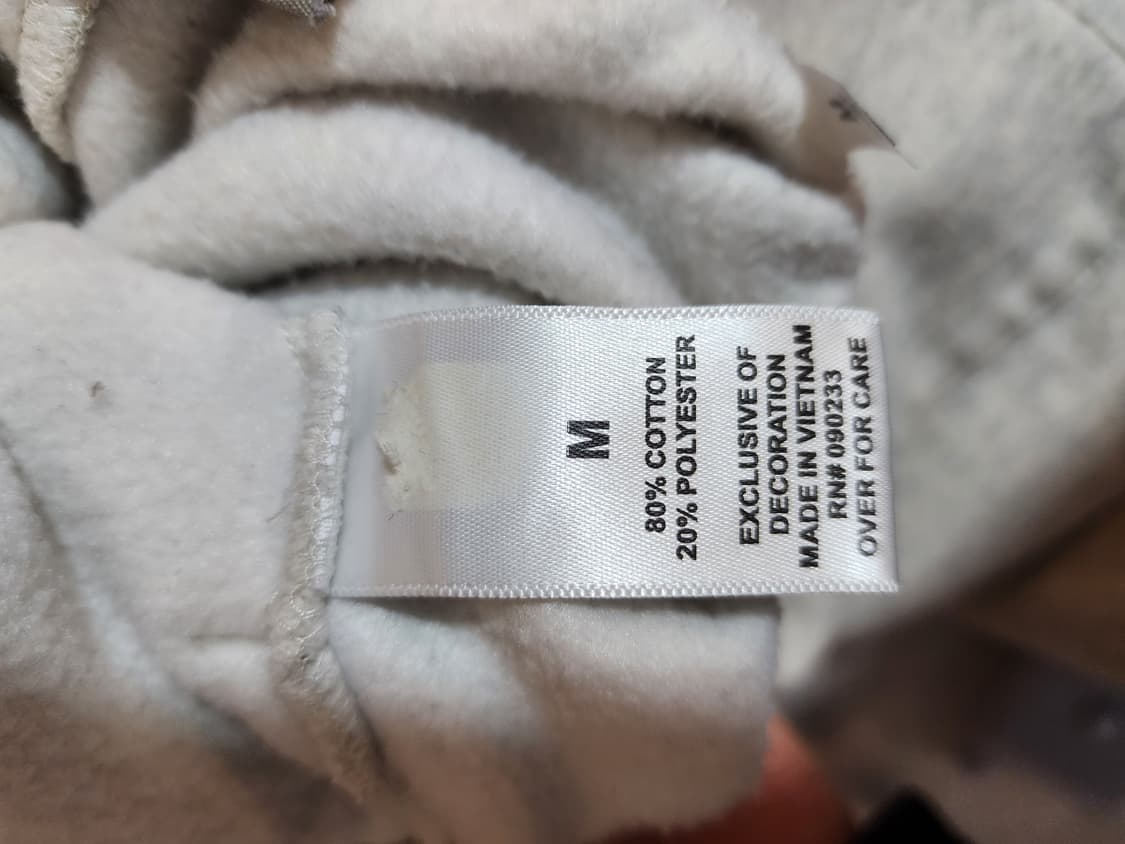 M
80% COTTON
20% POLYESTER
EXCLUSIVE OF
DECORATION
MADE IN VIETNAM
RN# 090233
OVER FOR CARE